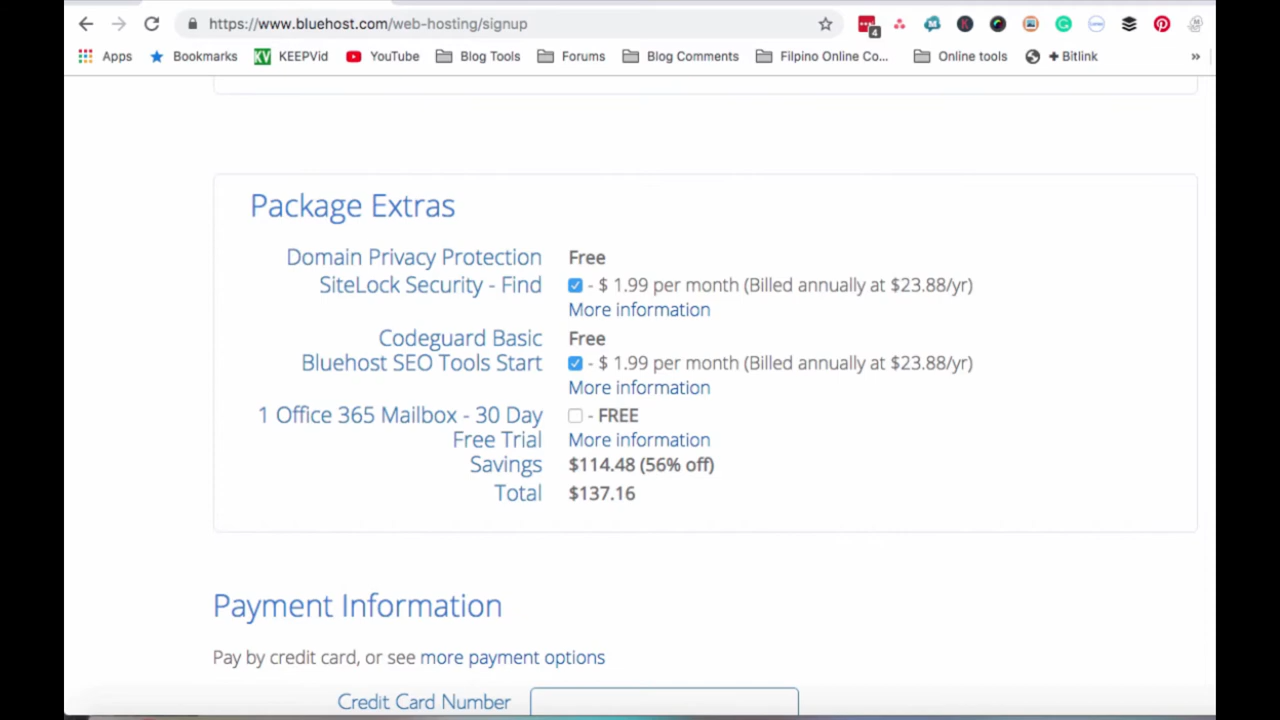 https://www.bluehost.com/web-hosting/signup
4
Apps Bookmarks KV KEEPVid YouTube Blog Tools Forums Blog Comments Filpino Online Co... Online tools + Bitlink »
Package Extras
Domain Privacy Protection Free
SiteLock Security - Find - $ 1.99 per month (Billed annually at $23.88/yr)
More information
Codeguard Basic Free
Bluehost SEO Tools Start - $ 1.99 per month (Billed annually at $23.88/yr)
More information
1 Office 365 Mailbox - 30 Day - FREE
Free Trial More information
Savings $114.48 (56% off)
Total $137.16
Payment Information
Pay by credit card, or see more payment options
Credit Card Number